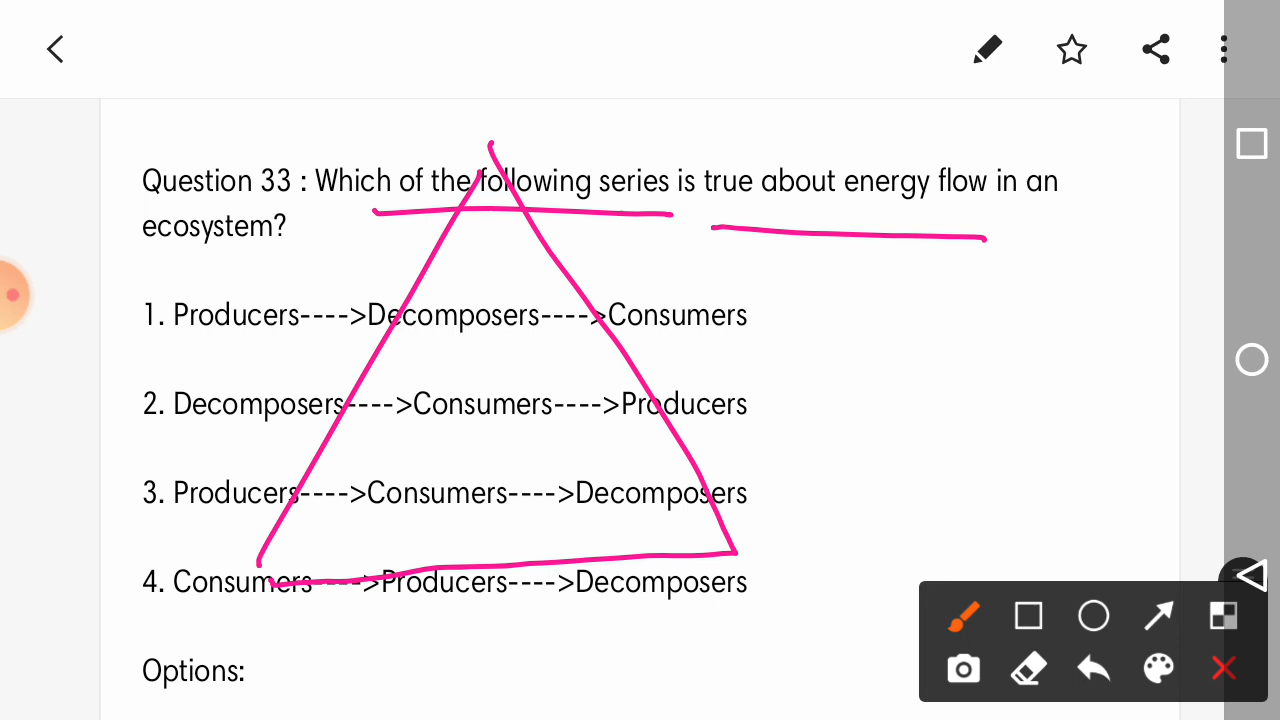 Question 33 : Which of the following series is true about energy flow in an
ecosystem?
1. Producers---->Decomposers---->Consumers
2. Decomposers---->Consumers---->Producers
3. Producers---->Consumers---->Decomposers
4. Consumers---->Producers---->Decomposers
Options: